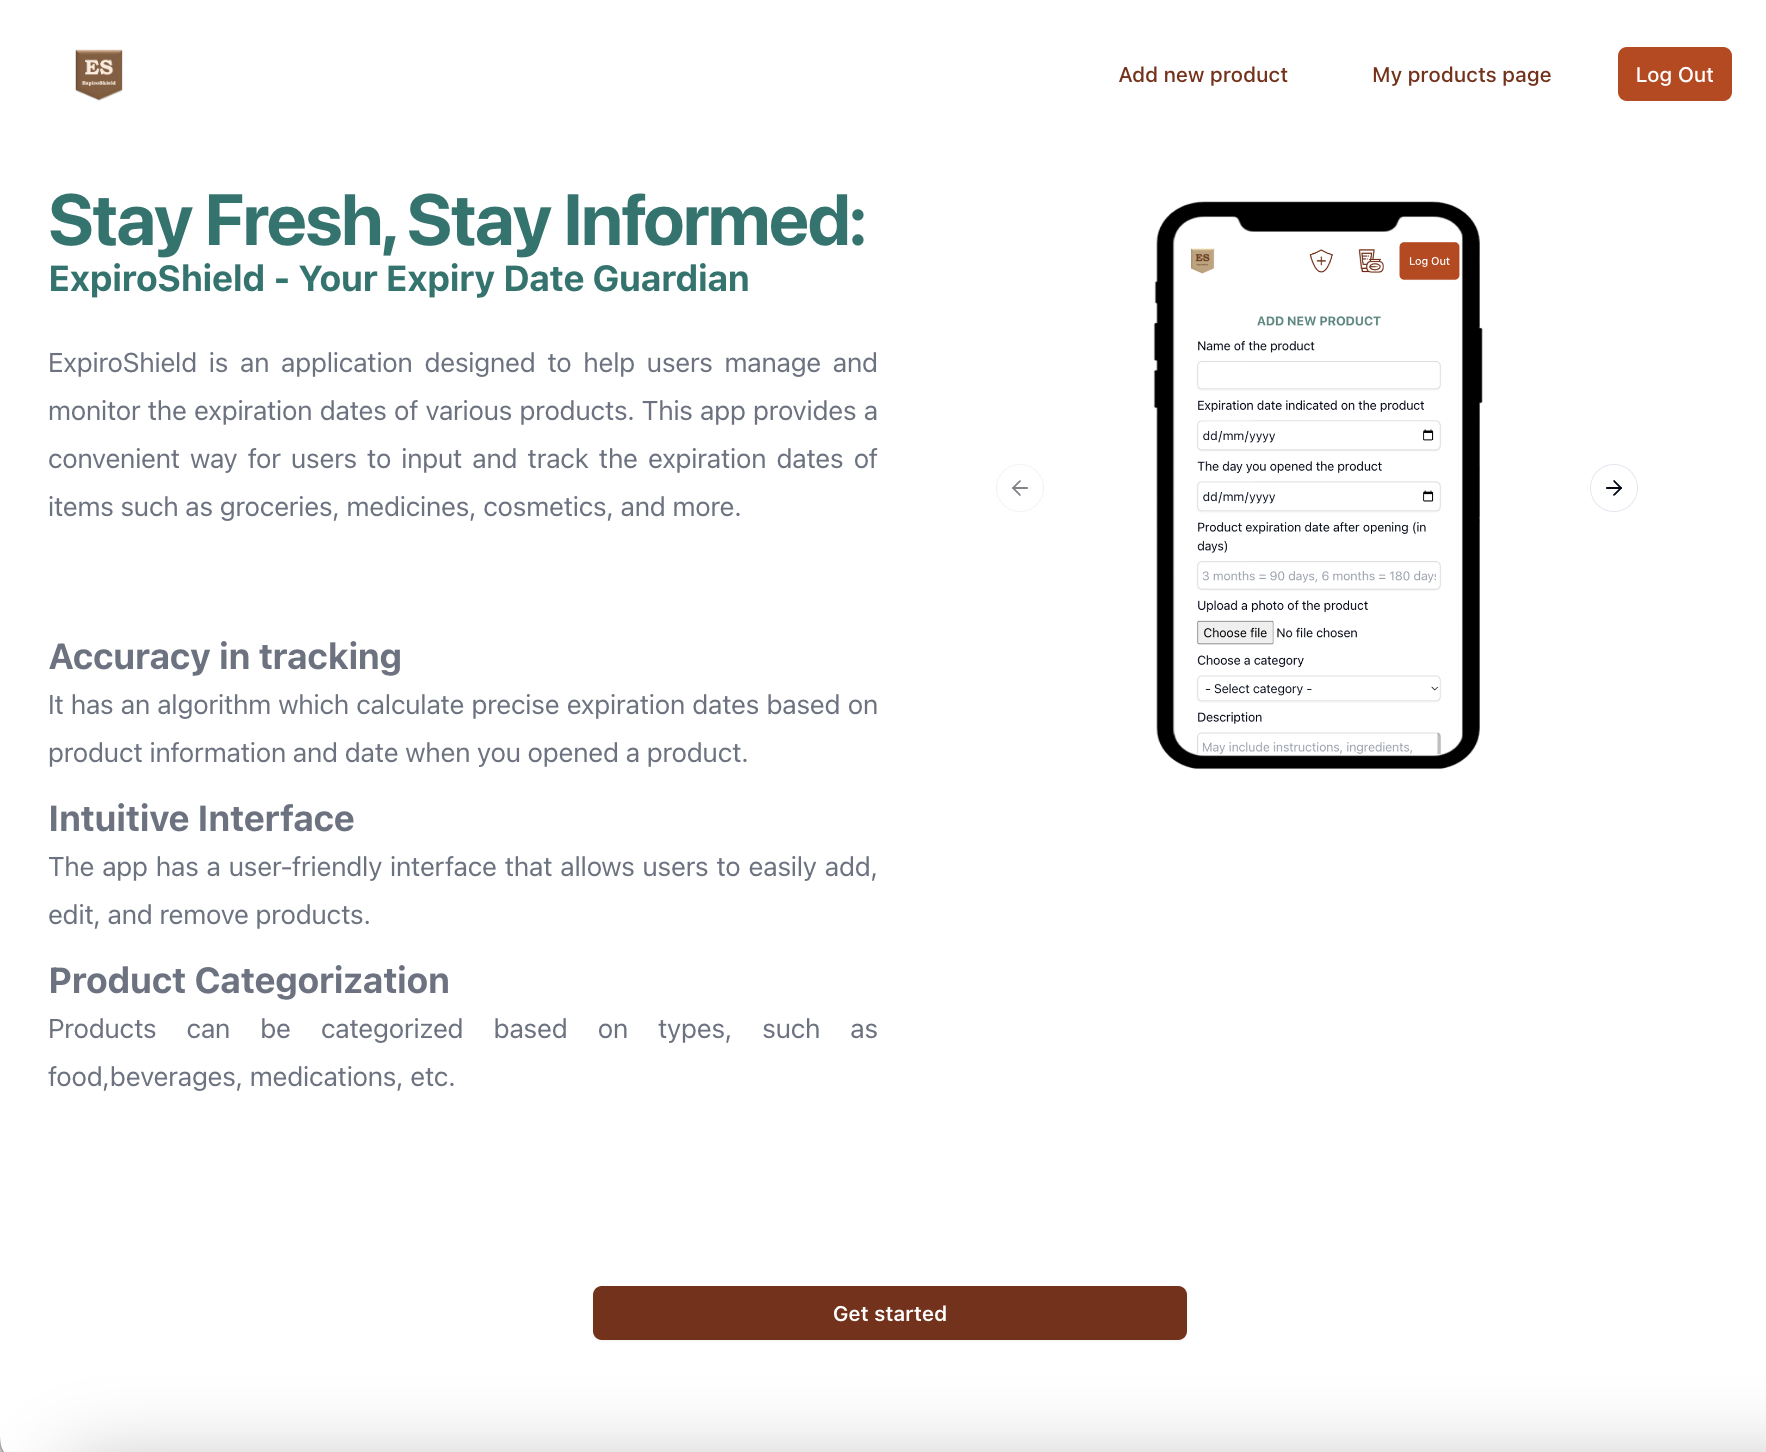 ES
ExpiroShield
Add new product
My products page
Log Out
Stay Fresh, Stay Informed:
ExpiroShield - Your Expiry Date Guardian
ExpiroShield is an application designed to help users manage and
monitor the expiration dates of various products. This app provides a
convenient way for users to input and track the expiration dates of
items such as groceries, medicines, cosmetics, and more.
Accuracy in tracking
It has an algorithm which calculate precise expiration dates based on
product information and date when you opened a product.
Intuitive Interface
The app has a user-friendly interface that allows users to easily add,
edit, and remove products.
Product Categorization
Products can be categorized based on types, such as
food,beverages, medications, etc.
ES
Log Out
ADD NEW PRODUCT
Name of the product
Expiration date indicated on the product
dd/mm/yyyy
The day you opened the product
dd/mm/yyyy
Product expiration date after opening (in
days)
3 months = 90 days, 6 months = 180 days
Upload a photo of the product
Choose file No file chosen
Choose a category
- Select category -
Description
May include instructions, ingredients,
Get started